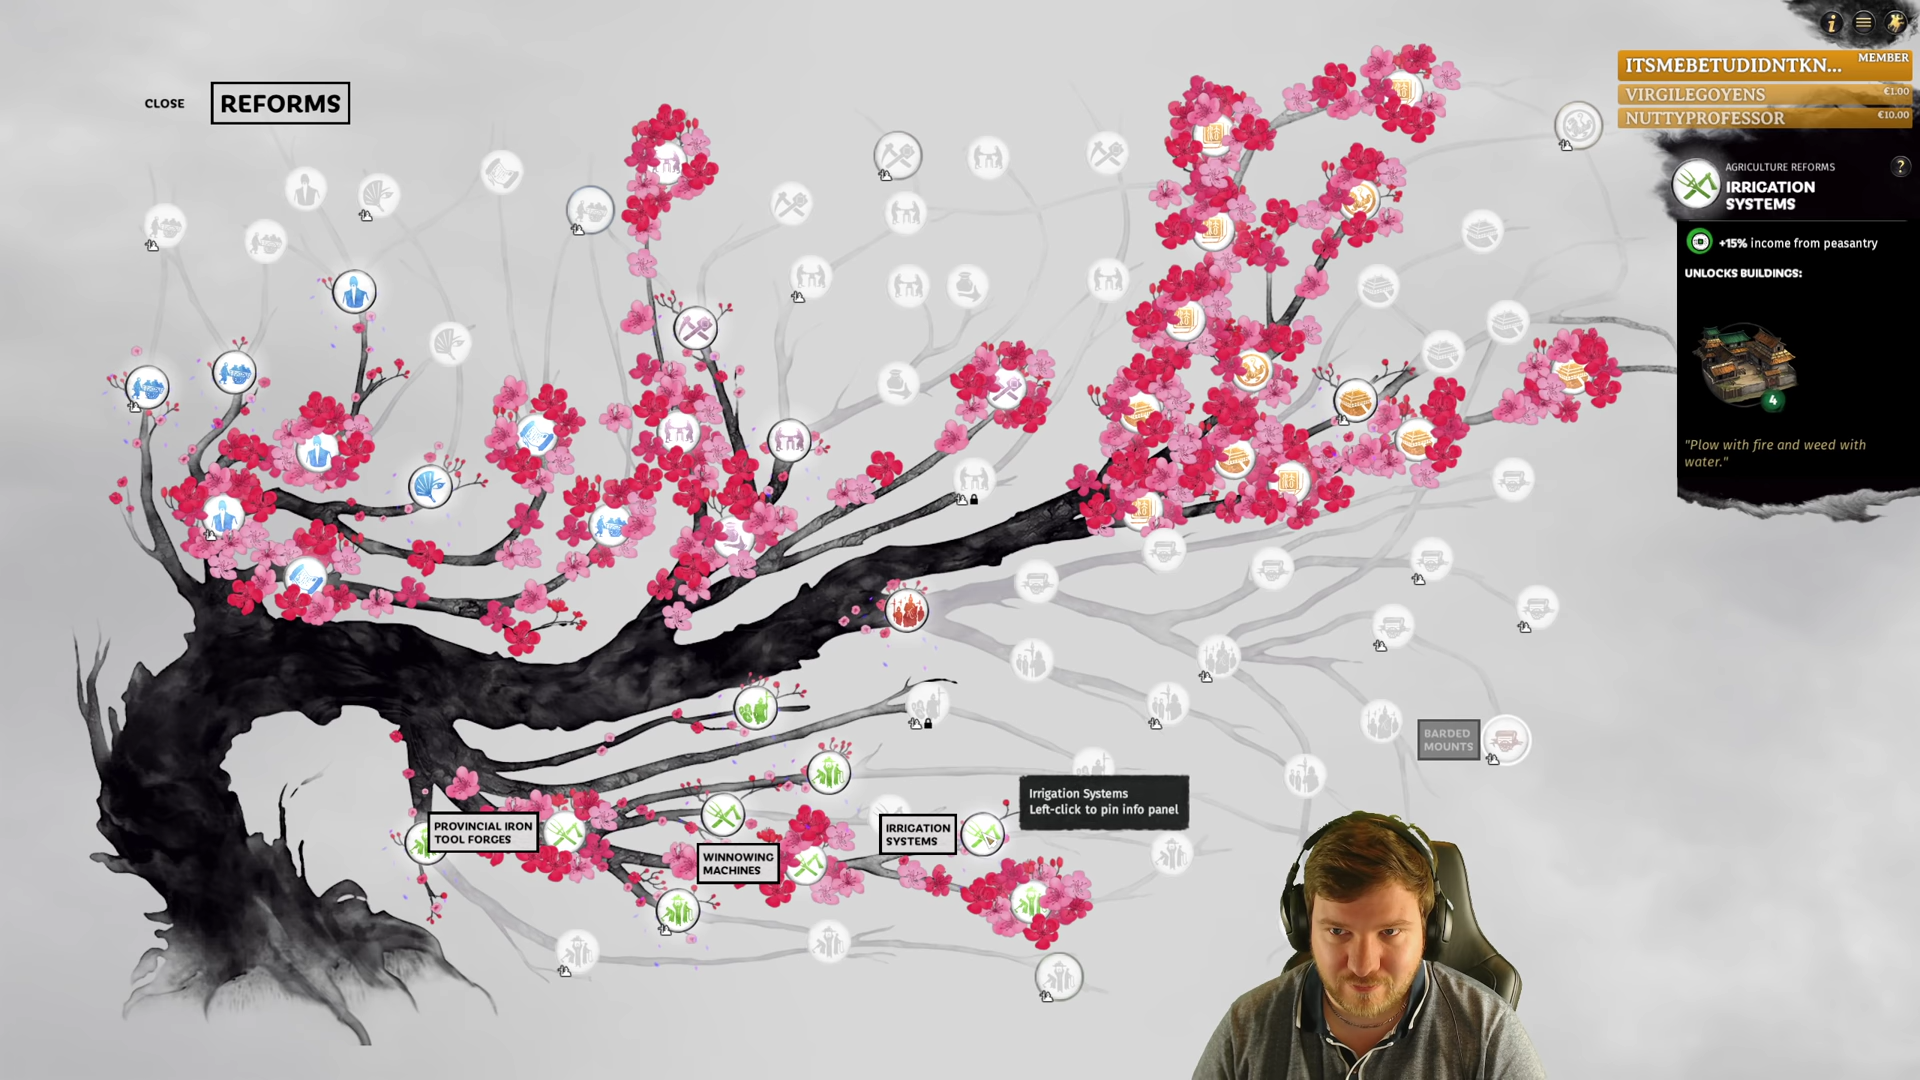 CLOSE
REFORMS
ITSMEBETUDIDNTKN...
MEMBER
VIRGILEGOYENS
€1.00
NUTTYPROFESSOR
€10.00
AGRICULTURE REFORMS
?
IRRIGATION
SYSTEMS
+15% income from peasantry
UNLOCKS BUILDINGS:
4
"Plow with fire and weed with
water."
BARDED
MOUNTS
Irrigation Systems
Left-click to pin info panel
PROVINCIAL IRON
TOOL FORGES
IRRIGATION
SYSTEMS
WINNOWING
MACHINES